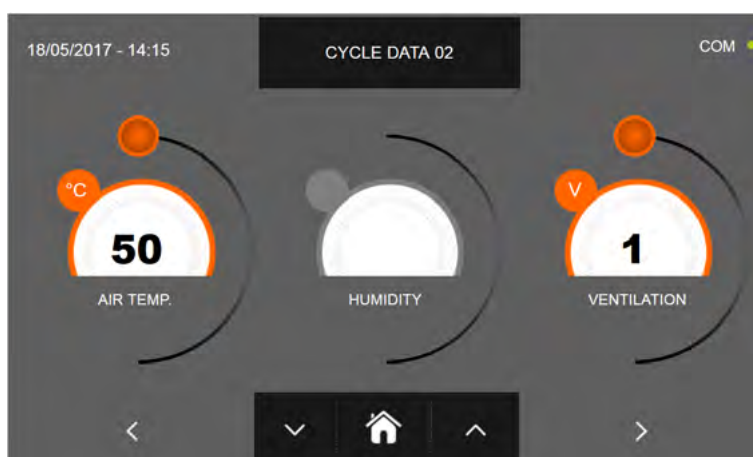 18/05/2017 - 14:15
CYCLE DATA 02
COM
°C
V
50
1
AIR TEMP.
HUMIDITY
VENTILATION